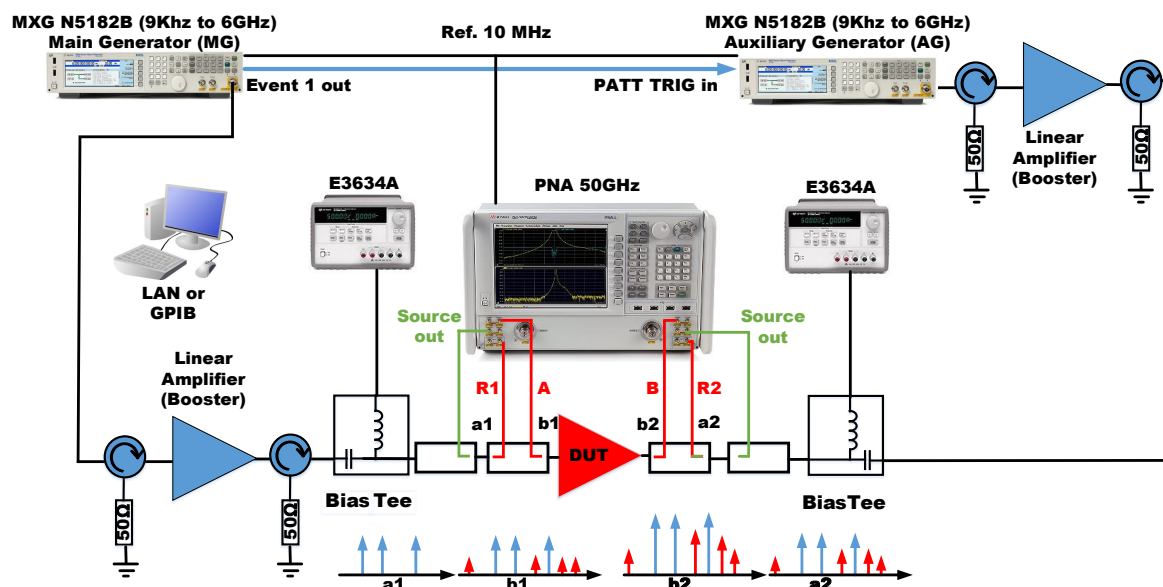 MXG N5182B (9Khz to 6GHz)
Main Generator (MG)
Ref. 10 MHz
MXG N5182B (9Khz to 6GHz)
Auxiliary Generator (AG)
Event 1 out
PATT TRIG in
50Ω
Linear
Amplifier
(Booster)
50Ω
E3634A
PNA 50GHz
E3634A
LAN or
GPIB
Source
out
Source
out
Linear
Amplifier
(Booster)
R1
A
B
R2
a1
b1
b2
a2
DUT
50Ω
50Ω
Bias Tee
BiasTee
a1
b1
b2
a2